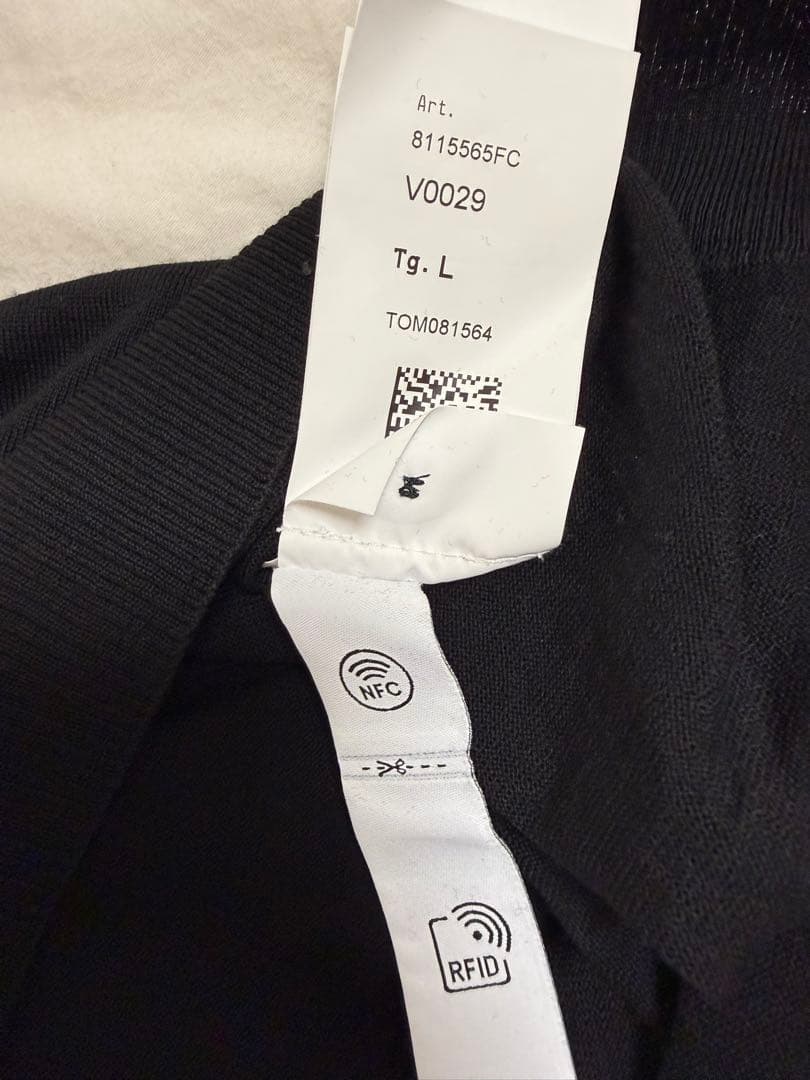 Art.
8115565FC
V0029
Tg. L
TOM081564
NFC
RFID